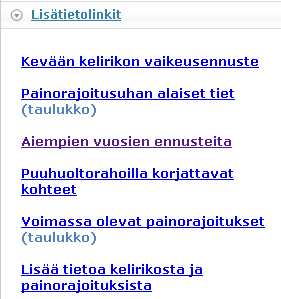 Lisätietolinkit
Kevään kelirikon vaikeusennuste
Painorajoitusuhan alaiset tiet
(taulukko)
Aiempien vuosien ennusteita
Puuhuoltorahoilla korjattavat
kohteet
Voimassa olevat painorajoitukset
(taulukko)
Lisää tietoa kelirikosta ja
painorajoituksista